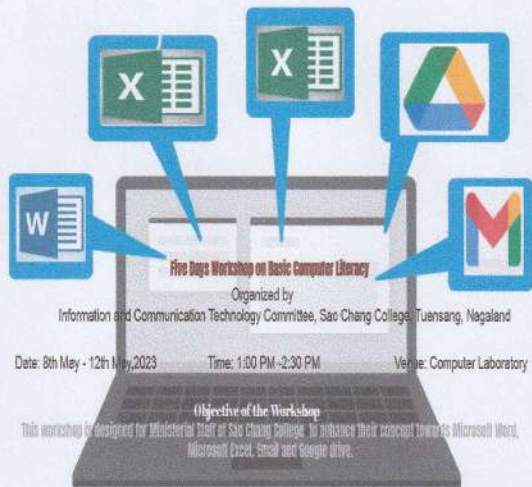 X
X
W
Five Days Workshop on Basic Computer Literacy
Organized by
Information and Communication Technology Committee, Sao Chang College, Tuensang, Nagaland
Date: 8th May - 12th May,2023 Time: 1:00 PM -2:30 PM Venue: Computer Laboratory
Objective of the Workshop
This workshop is designed for Ministerial Staff of Sao Chang College to enhance their concept towards Microsoft Word,
Microsoft Excel, Gmail and Google drive.